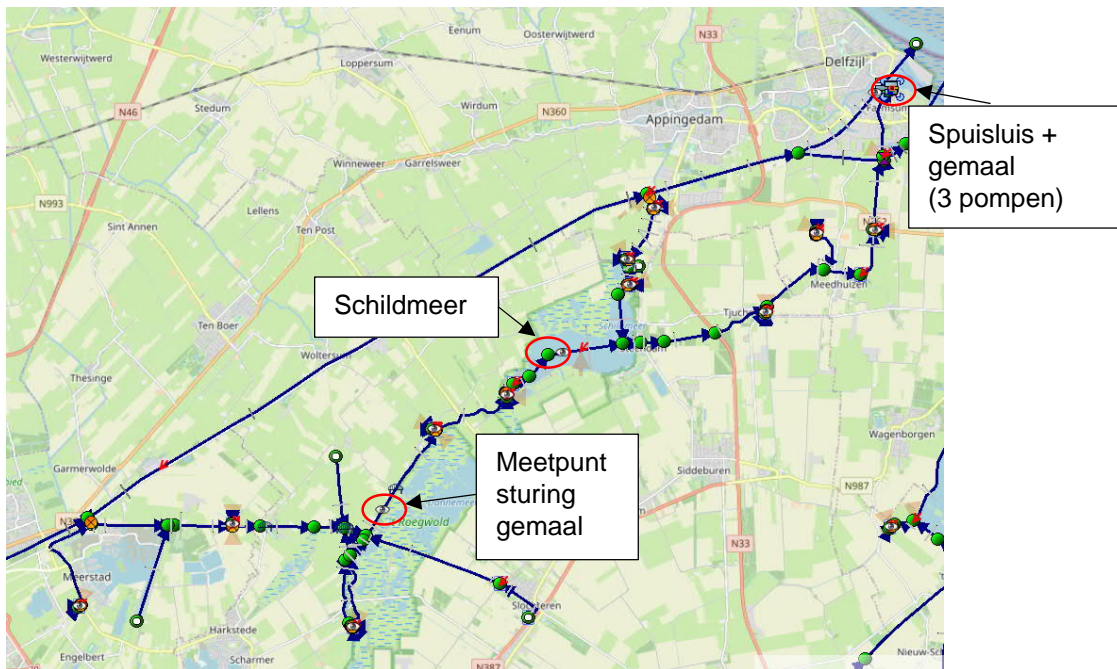 Eenum
Oosterwijtwerd
N33
Westerwijtwerd
Loppersum
Delfzijl
N46
Stedum
Wirdum
N360
Appingedam
Spuisluis +
gemaal
(3 pompen)
Winneweer
Garrelsweer
N993
Lellens
Sint Annen
Ten Post
Meedhuizen
Schildmeer
Ten Boer
Woltersum
Thesinge
Wagenborgen
Garmerwolde
Meetpunt
sturing
gemaal
Siddeburen
N987
Roegwold
N33
Meerstad
Harkstede
Engelbert
Scharmer
N387